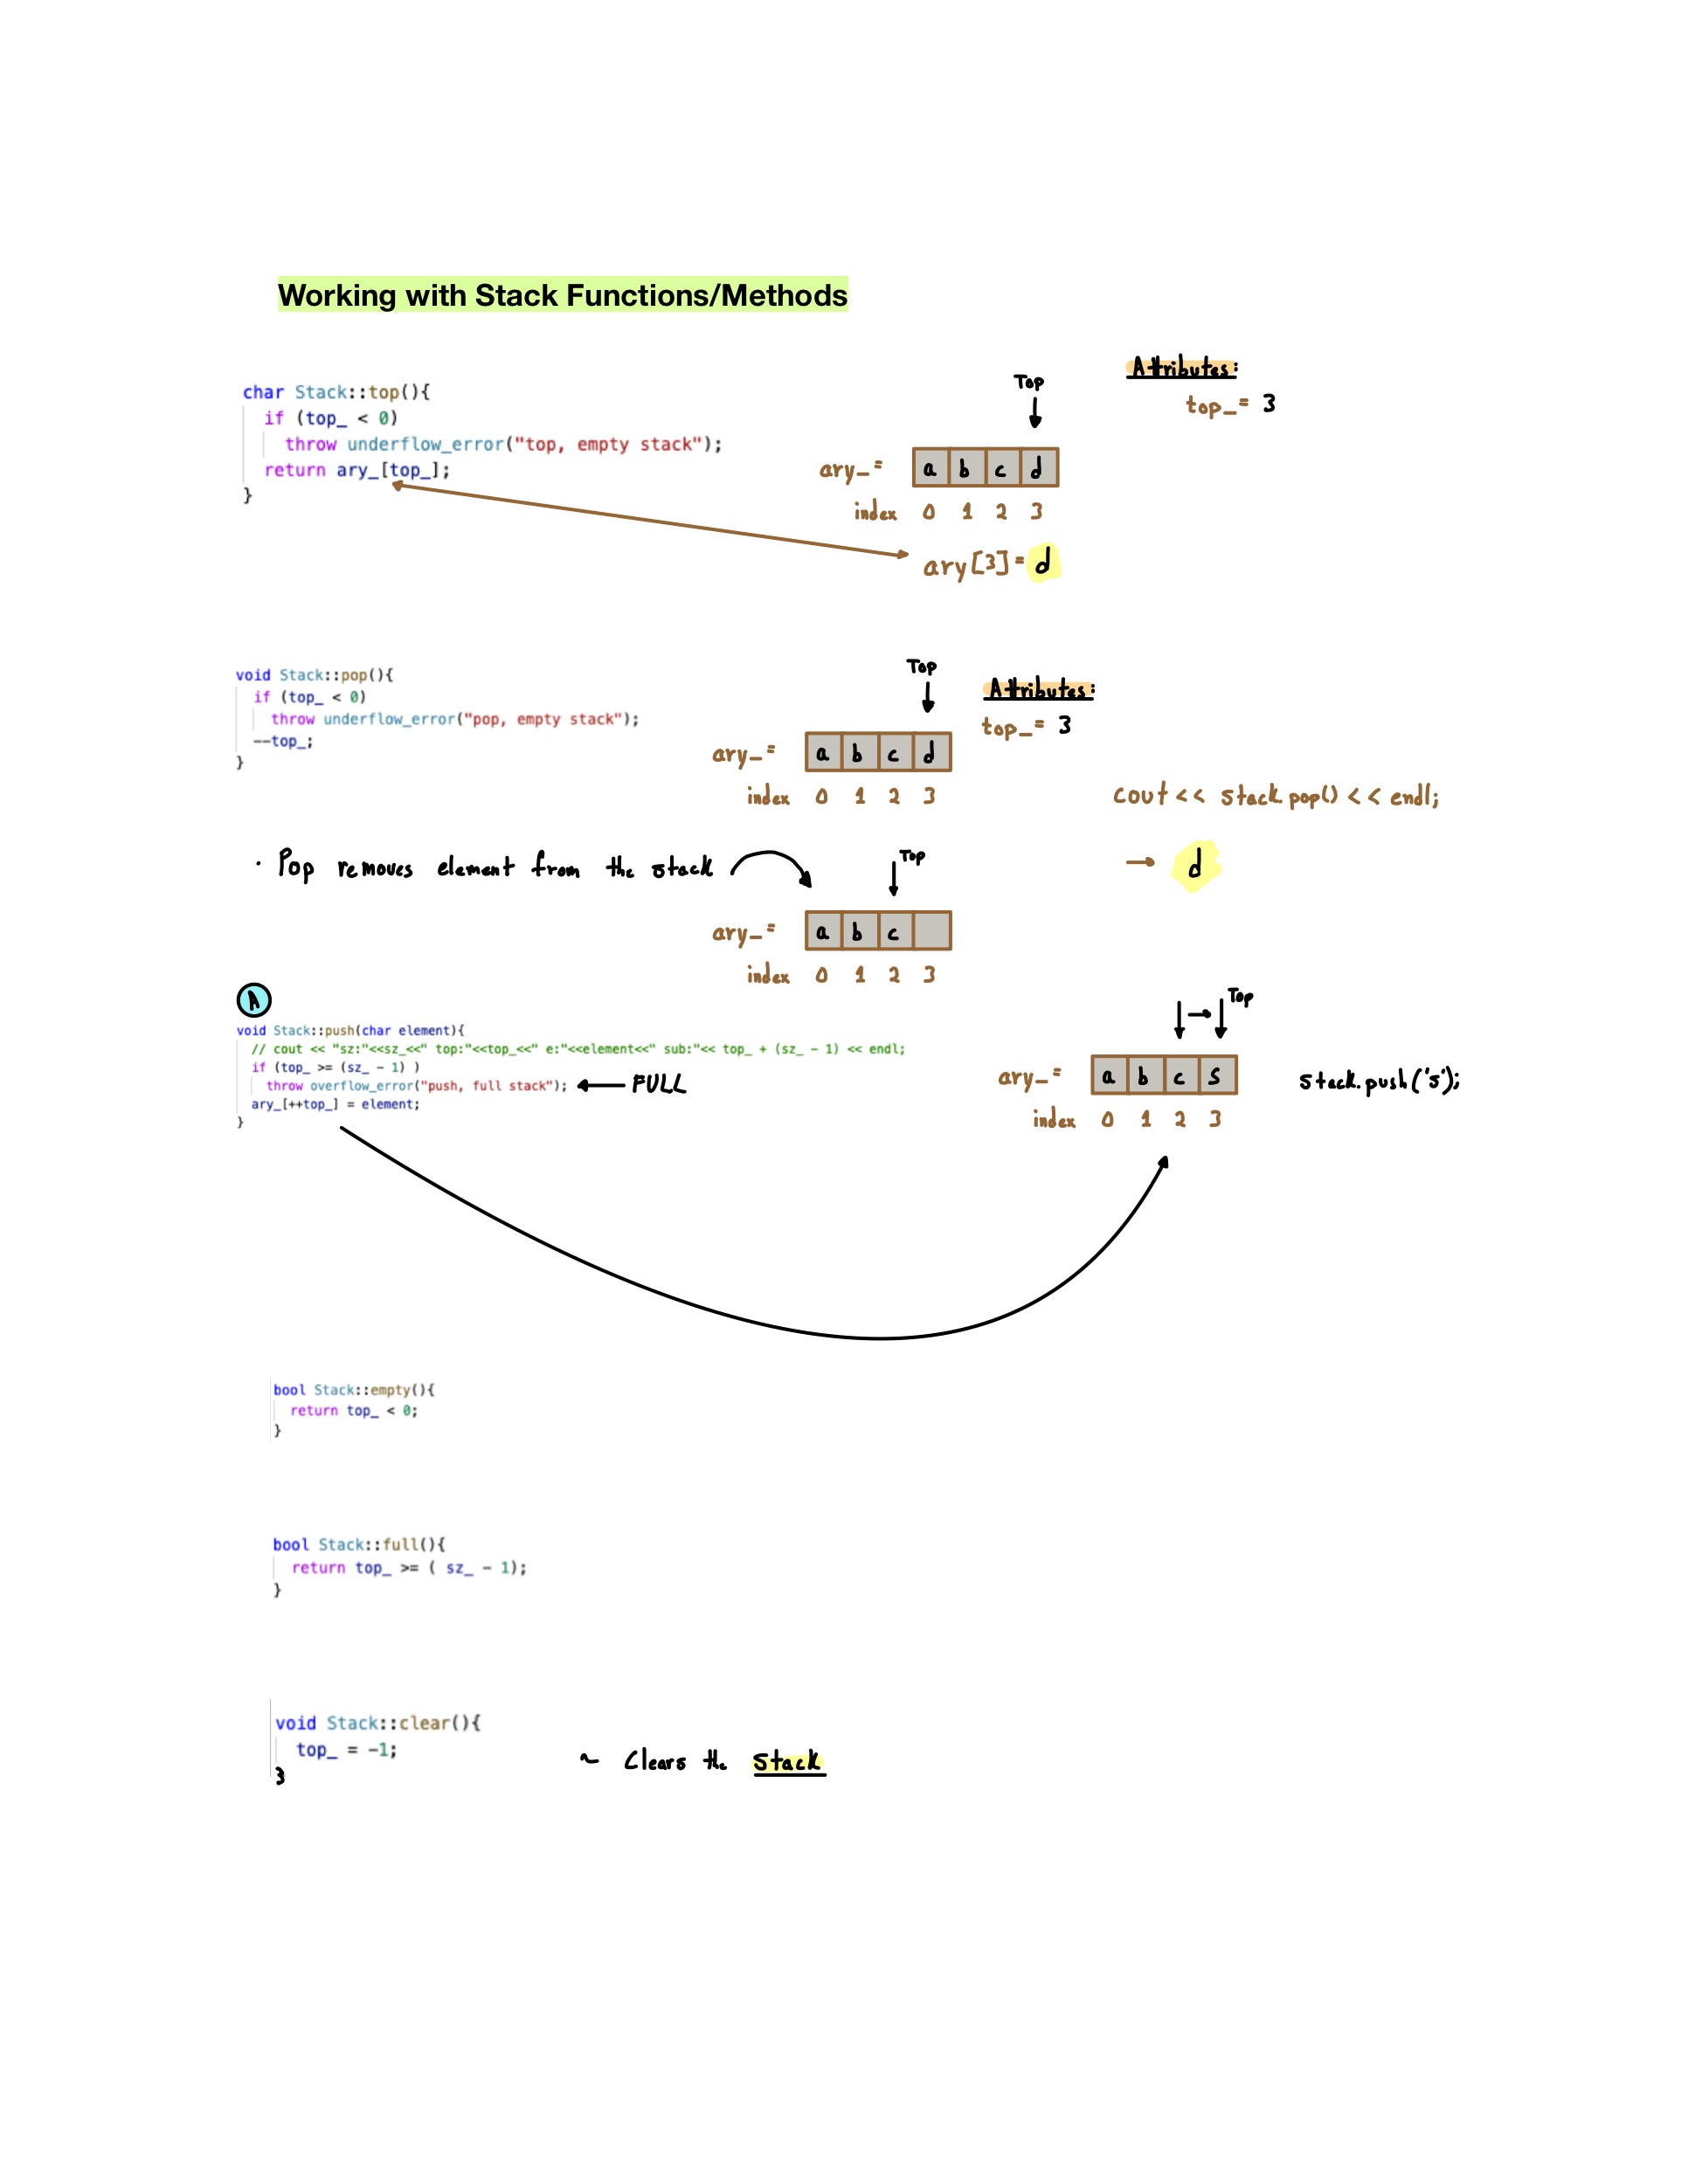 Working with Stack Functions/Methods
char Stack::top(){
if (top_ < 0)
throw underflow_error("top, empty stack");
return ary_[top_];
}
Top
Attributes:
top_= 3
ary_= a b c d
index 0 1 2 3
ary[3]= d
void Stack::pop(){
if (top_ < 0)
throw underflow_error("pop, empty stack");
--top_;
}
Top
Attributes:
top_= 3
ary_= a b c d
index 0 1 2 3
cout << stack.pop() << endl;
→ d
· Pop removes element from the stack
Top
ary_= a b c
index 0 1 2 3
A
void Stack::push(char element){
// cout << "sz:"<<sz_<<" top:"<<top_<<" e:"<<element<<" sub:"<< top_ + (sz_ - 1) << endl;
if (top_ >= (sz_ - 1) )
throw overflow_error("push, full stack");
ary_[++top_] = element;
}
FULL
Top
ary_= a b c s
index 0 1 2 3
stack.push('s');
bool Stack::empty(){
return top_ < 0;
}
bool Stack::full(){
return top_ >= ( sz_ - 1);
}
void Stack::clear(){
top_ = -1;
}
~ Clears the stack